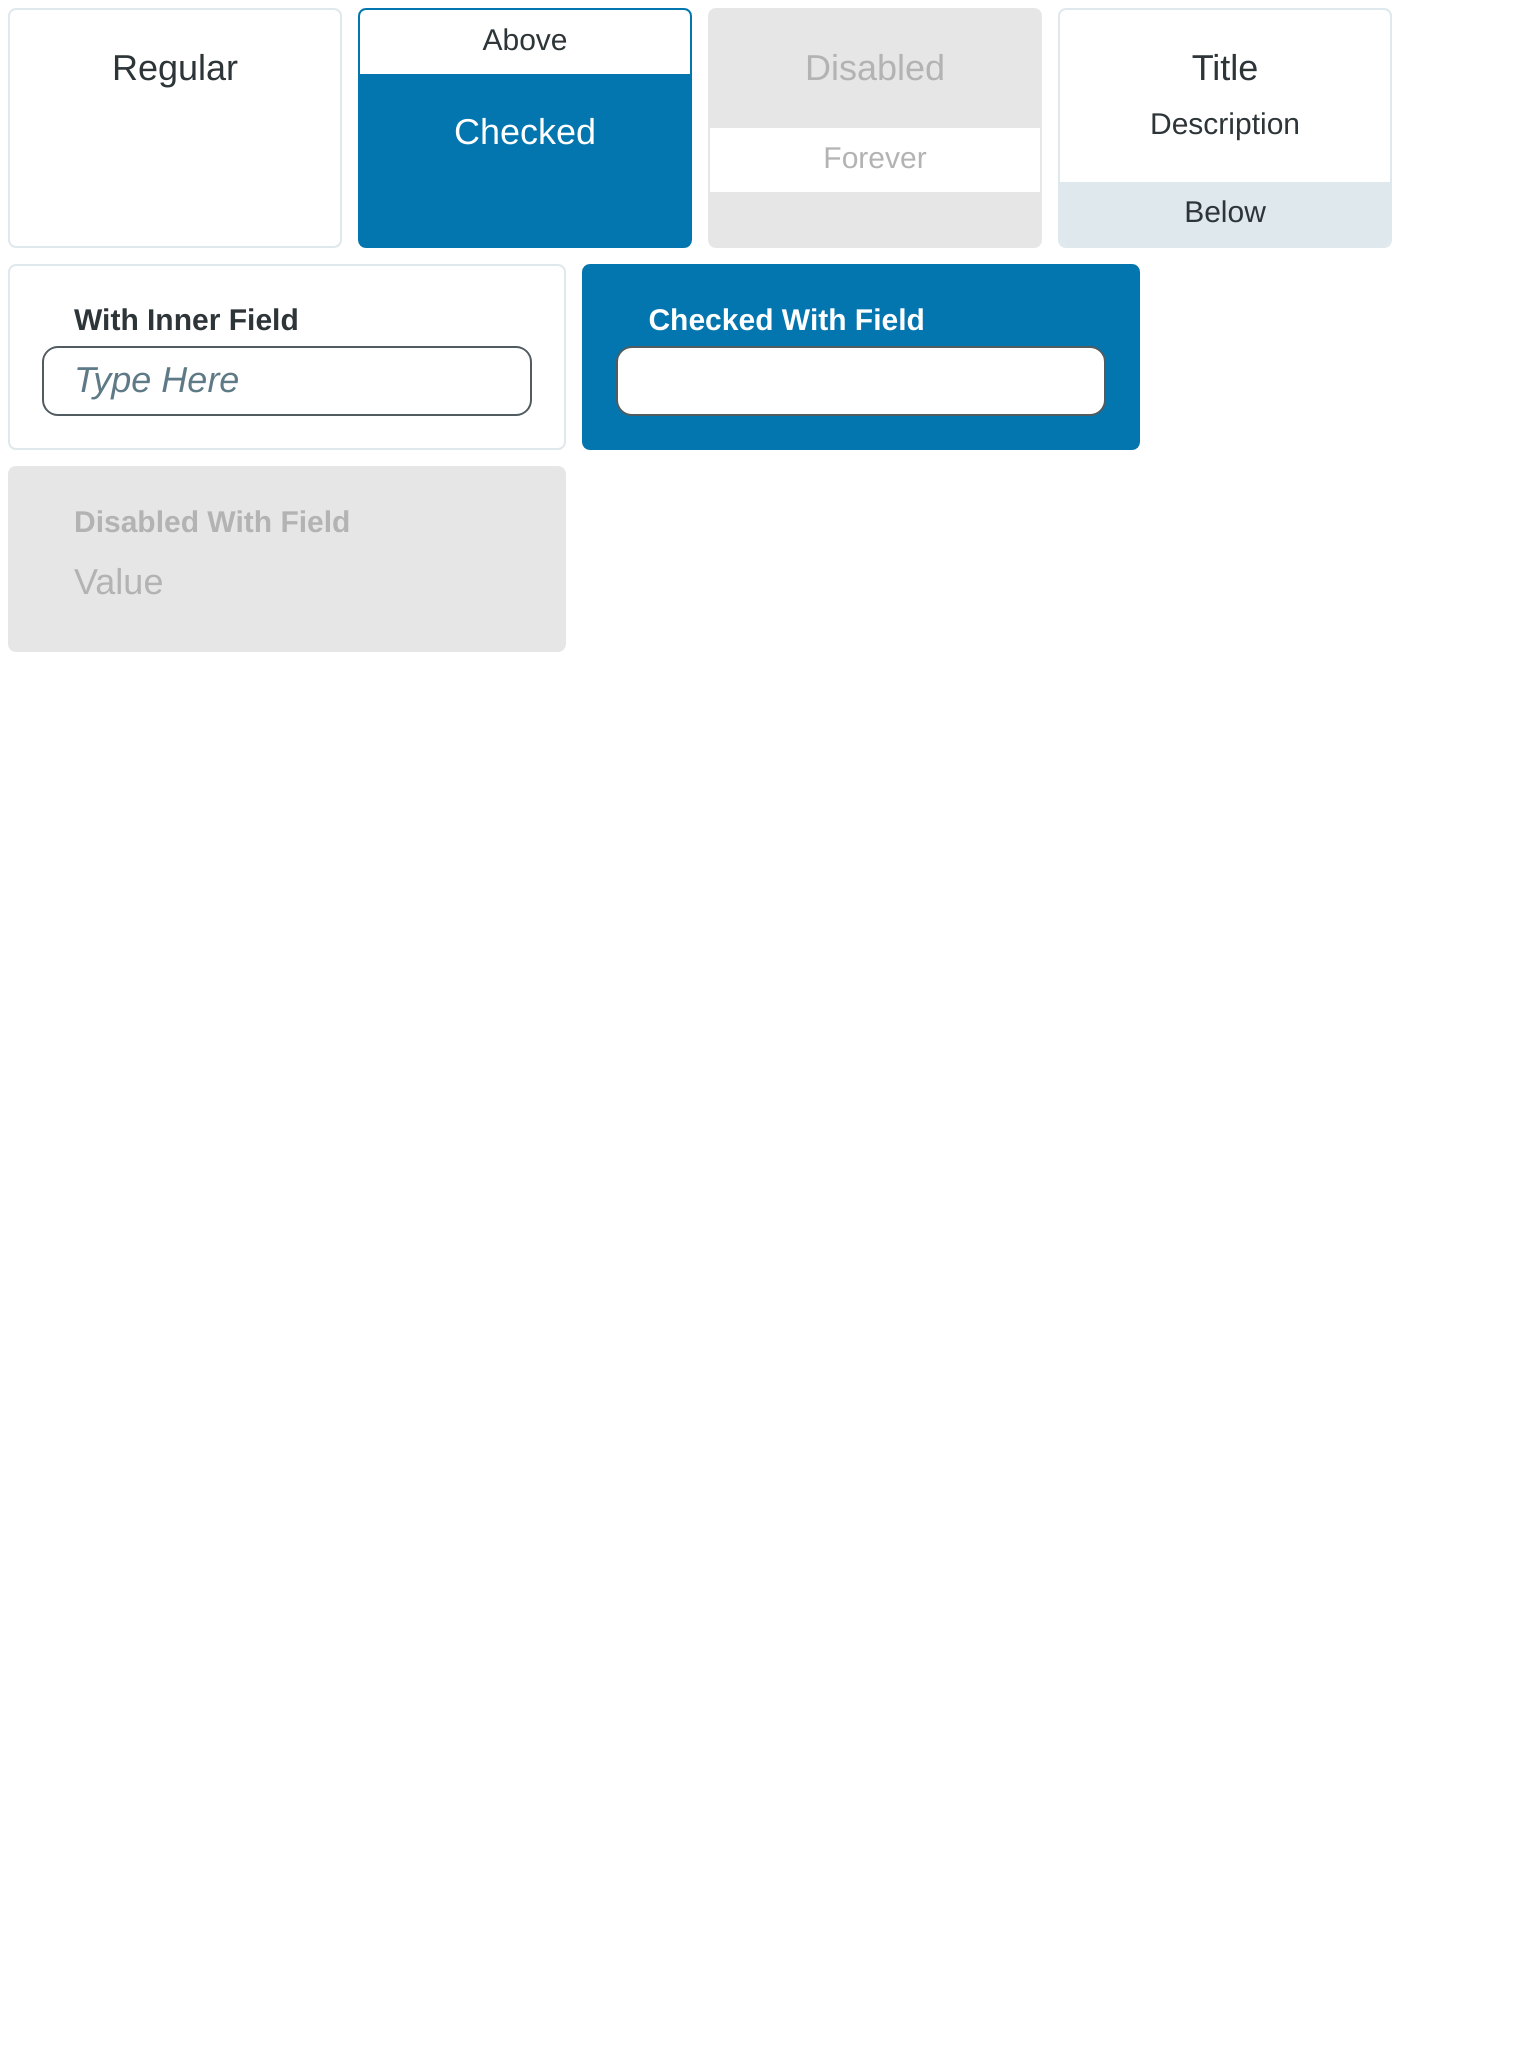 Regular
Above
Checked
Disabled
Forever
Title
Description
Below
With Inner Field
Type Here
Checked With Field
Disabled With Field
Value